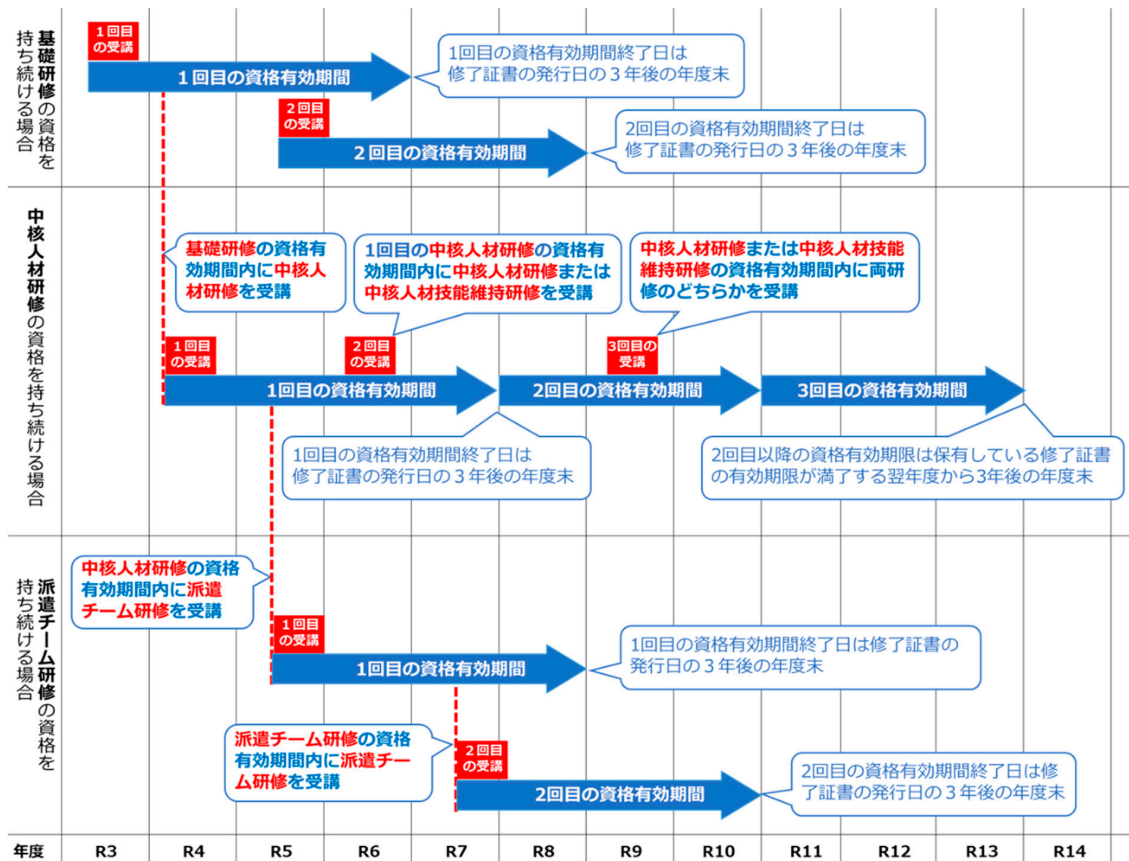 基礎研修の資格を
持ち続ける場合
1回目
の受講
1回目の資格有効期間
1回目の資格有効期間終了日は
修了証書の発行日の３年後の年度末
2回目
の受講
2回目の資格有効期間
2回目の資格有効期間終了日は
修了証書の発行日の３年後の年度末
中核人材研修の資格を持ち続ける場合
基礎研修の資格有
効期間内に中核人
材研修を受講
1回目の中核人材研修の資格有
効期間内に中核人材研修または
中核人材技能維持研修を受講
中核人材研修または中核人材技能
維持研修の資格有効期間内に両研
修のどちらかを受講
1回目
の受講
2回目
の受講
3回目の
受講
1回目の資格有効期間
2回目の資格有効期間
3回目の資格有効期間
1回目の資格有効期間終了日は
修了証書の発行日の３年後の年度末
2回目以降の資格有効期限は保有している修了証書
の有効期限が満了する翌年度から3年後の年度末
派遣チーム研修の資格を
持ち続ける場合
中核人材研修の資格
有効期間内に派遣
チーム研修を受講
1回目
の受講
1回目の資格有効期間
1回目の資格有効期間終了日は修了証書の
発行日の３年後の年度末
派遣チーム研修の資格
有効期間内に派遣チー
ム研修を受講
2回目
の受講
2回目の資格有効期間
2回目の資格有効期間終了日は修
了証書の発行日の３年後の年度末
年度 R3 R4 R5 R6 R7 R8 R9 R10 R11 R12 R13 R14